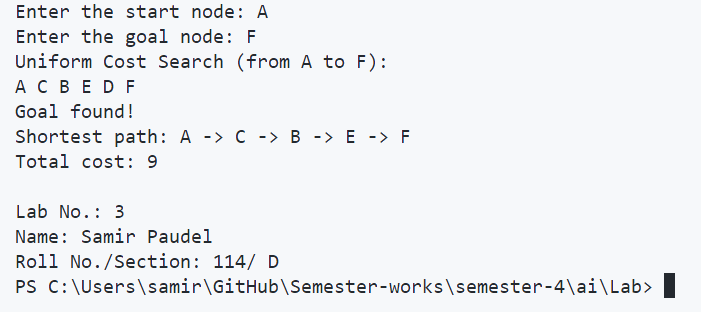 Enter the start node: A
Enter the goal node: F
Uniform Cost Search (from A to F):
A C B E D F
Goal found!
Shortest path: A -> C -> B -> E -> F
Total cost: 9

Lab No.: 3
Name: Samir Paudel
Roll No./Section: 114/ D
PS C:\Users\samir\GitHub\Semester-works\semester-4\ai\Lab>